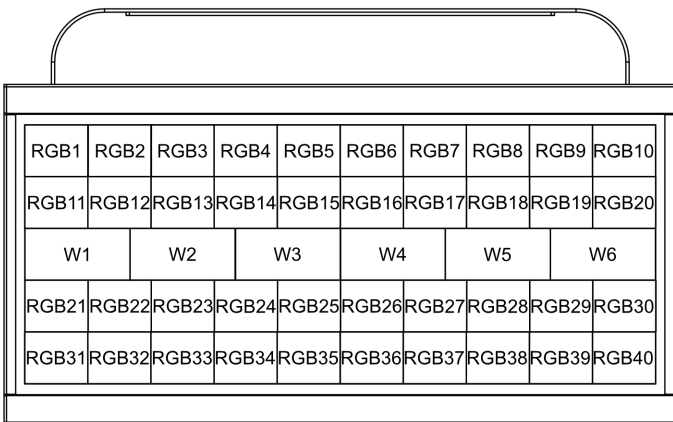 RGB1 RGB2 RGB3 RGB4 RGB5 RGB6 RGB7 RGB8 RGB9 RGB10
RGB11 RGB12 RGB13 RGB14 RGB15 RGB16 RGB17 RGB18 RGB19 RGB20
W1 W2 W3 W4 W5 W6
RGB21 RGB22 RGB23 RGB24 RGB25 RGB26 RGB27 RGB28 RGB29 RGB30
RGB31 RGB32 RGB33 RGB34 RGB35 RGB36 RGB37 RGB38 RGB39 RGB40